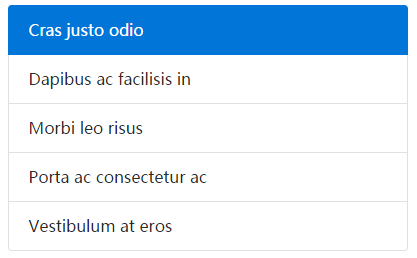 Cras justo odio
Dapibus ac facilisis in
Morbi leo risus
Porta ac consectetur ac
Vestibulum at eros